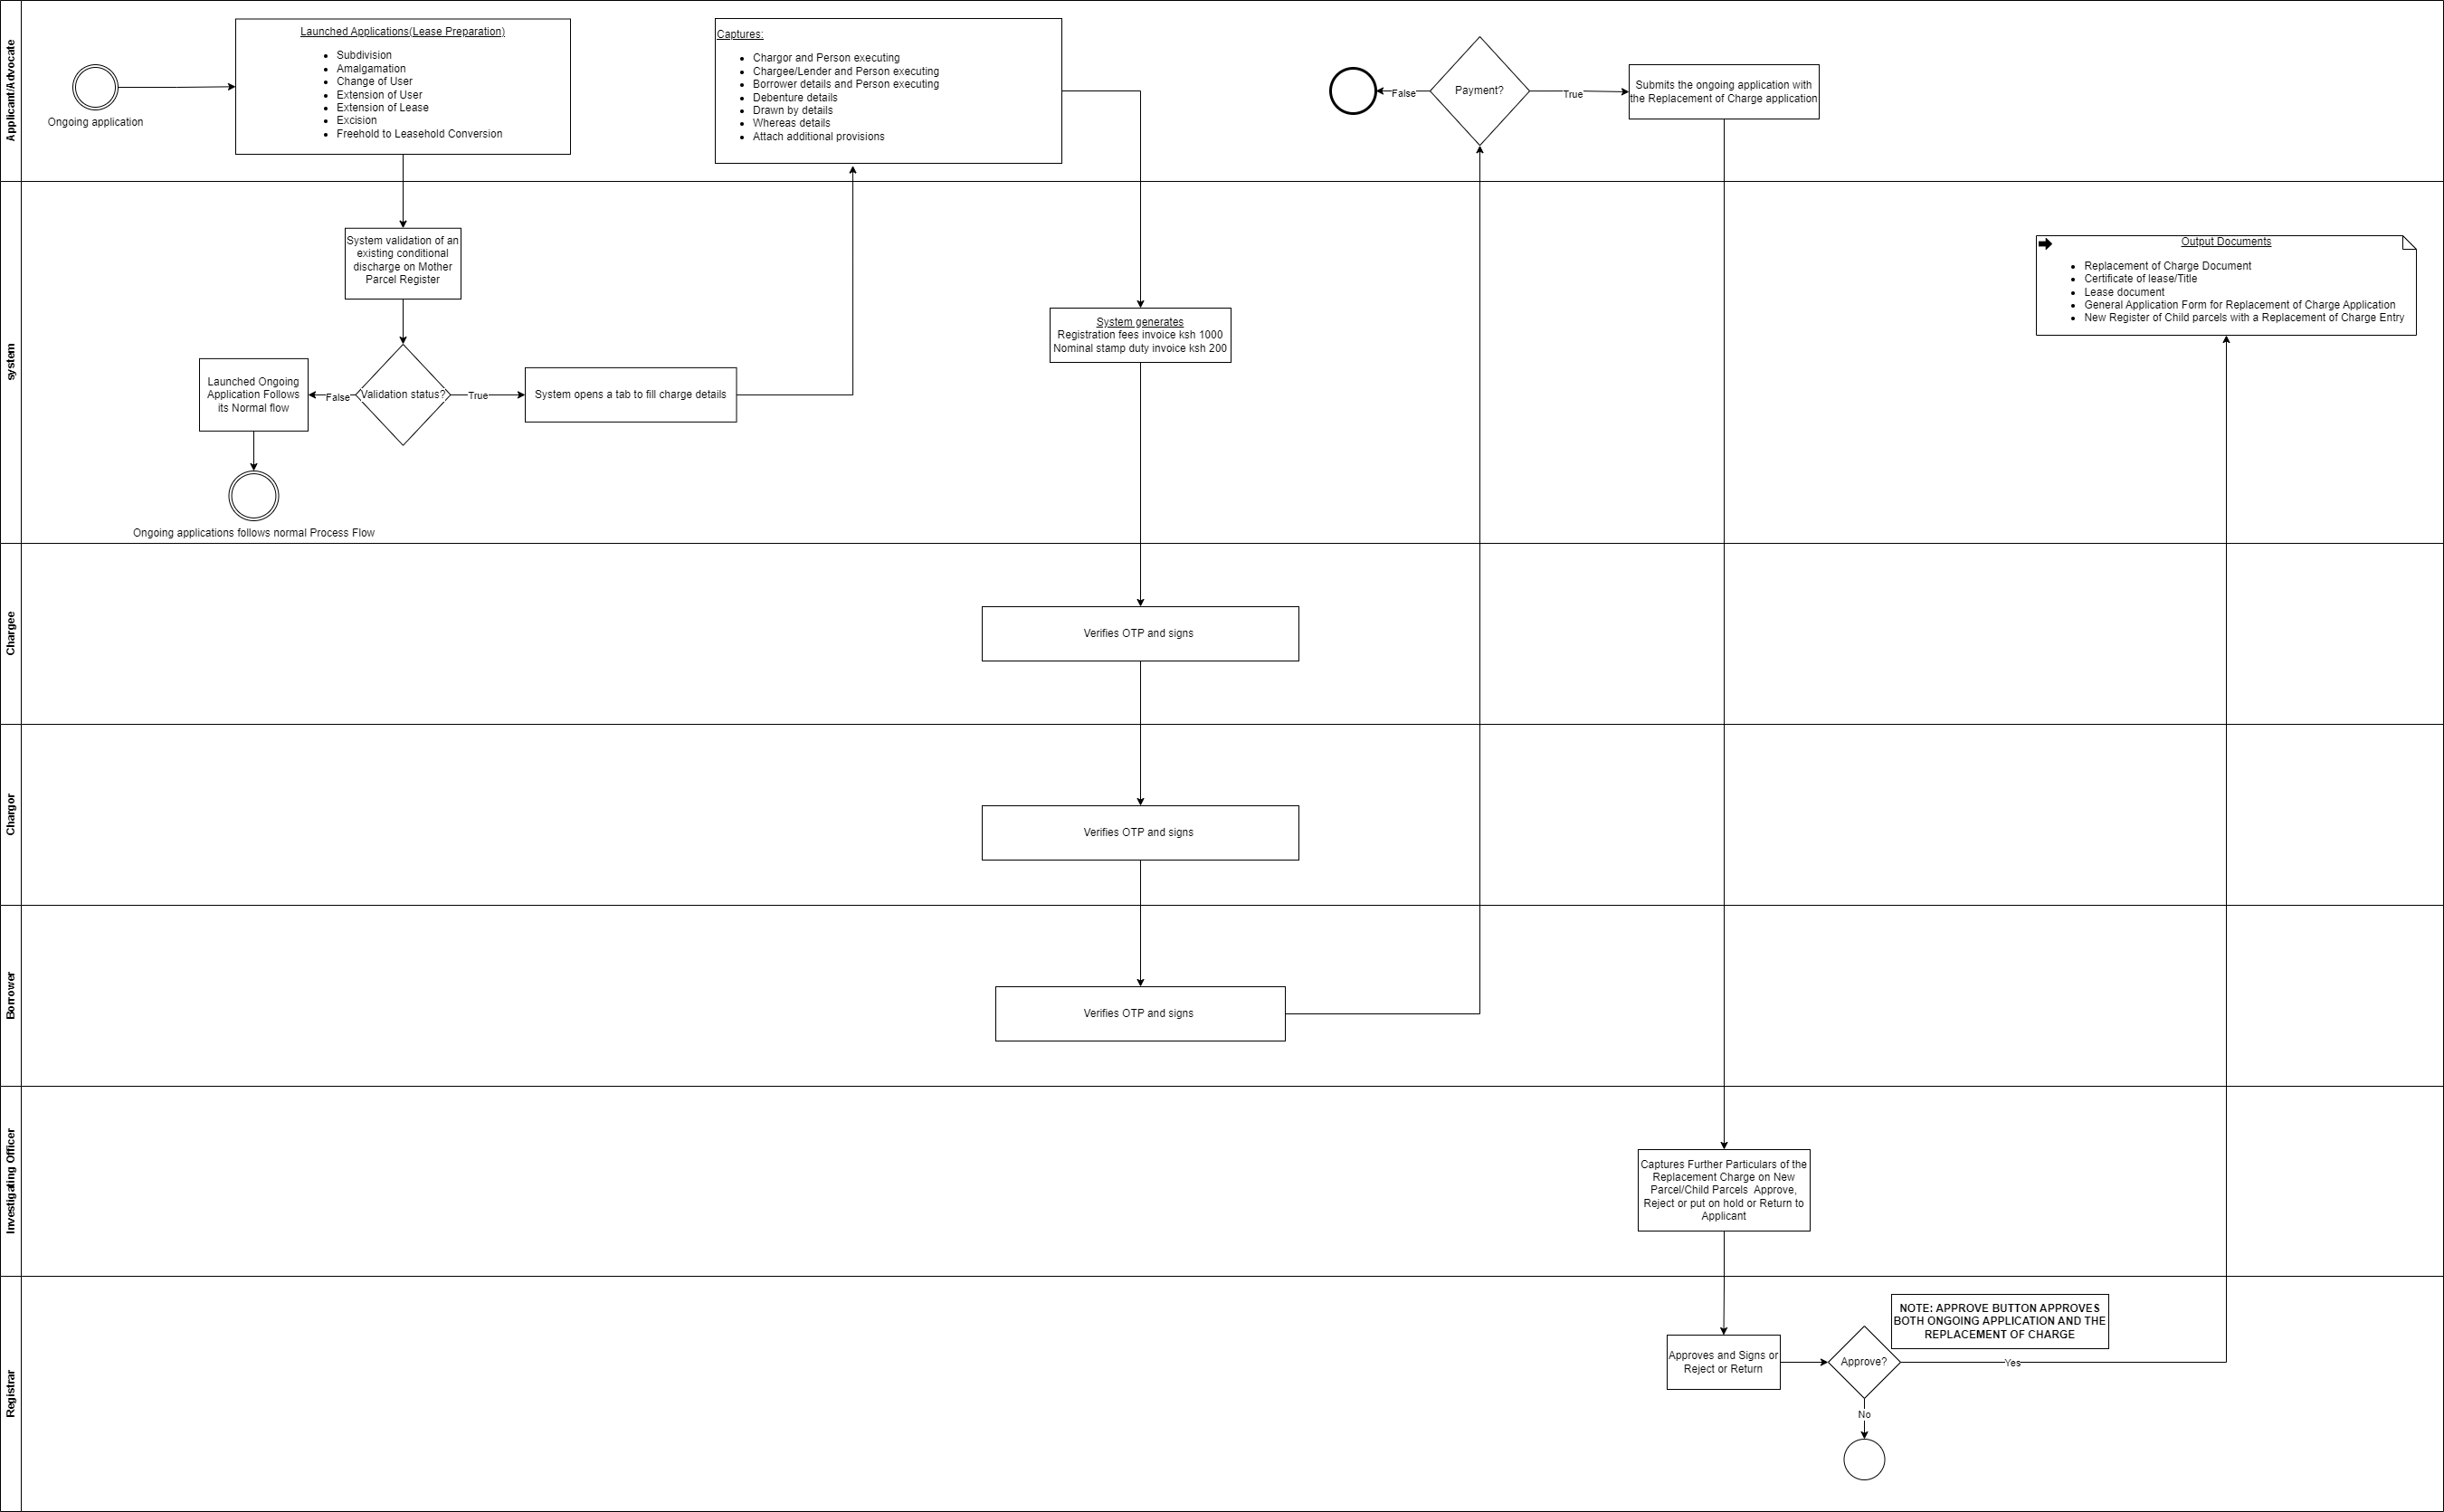 Applicant/Advocate
Ongoing application
Launched Applications(Lease Preparation)
Subdivision
Amalgamation
Change of User
Extension of User
Extension of Lease
Excision
Freehold to Leasehold Conversion
Captures:
Chargor and Person executing
Chargee/Lender and Person executing
Borrower details and Person executing
Debenture details
Drawn by details
Whereas details
Attach additional provisions
False
Payment?
True
Submits the ongoing application with
the Replacement of Charge application
system
System validation of an
existing conditional
discharge on Mother
Parcel Register
Launched Ongoing
Application Follows
its Normal flow
False
Validation status?
True
System opens a tab to fill charge details
Ongoing applications follows normal Process Flow
System generates
Registration fees invoice ksh 1000
Nominal stamp duty invoice ksh 200
Output Documents
Replacement of Charge Document
Certificate of lease/Title
Lease document
General Application Form for Replacement of Charge Application
New Register of Child parcels with a Replacement of Charge Entry
Chargee
Verifies OTP and signs
Chargor
Verifies OTP and signs
Borrower
Verifies OTP and signs
Investigating Officer
Captures Further Particulars of the
Replacement Charge on New
Parcel/Child Parcels Approve,
Reject or put on hold or Return to
Applicant
Registrar
Approves and Signs or
Reject or Return
Approve?
NOTE: APPROVE BUTTON APPROVES
BOTH ONGOING APPLICATION AND THE
REPLACEMENT OF CHARGE
Yes
No